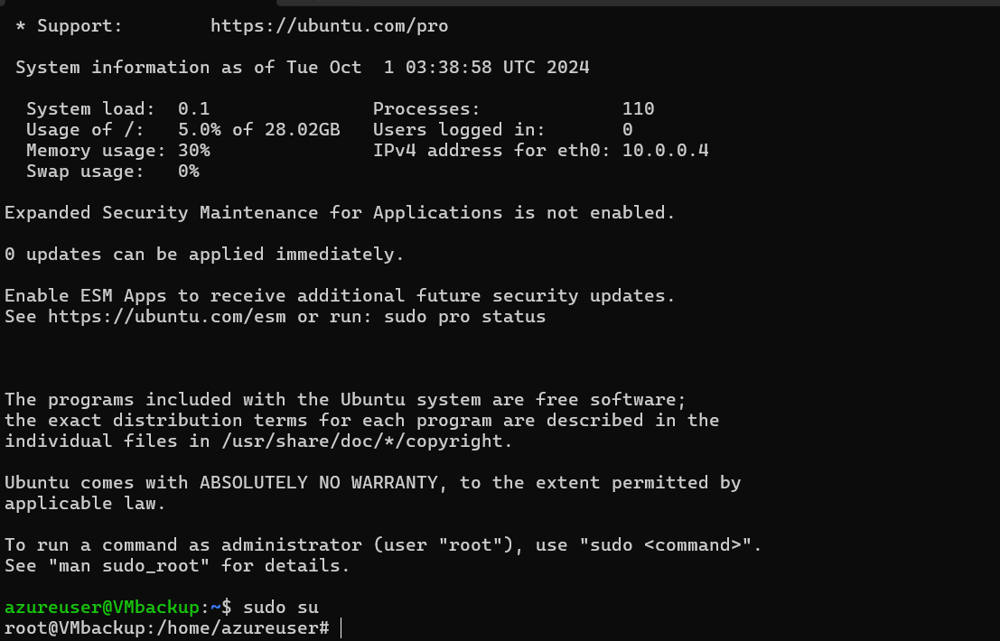 * Support:        https://ubuntu.com/pro
System information as of Tue Oct  1 03:38:58 UTC 2024
System load:  0.1               Processes:             110
Usage of /:   5.0% of 28.02GB   Users logged in:       0
Memory usage: 30%               IPv4 address for eth0: 10.0.0.4
Swap usage:   0%
Expanded Security Maintenance for Applications is not enabled.
0 updates can be applied immediately.
Enable ESM Apps to receive additional future security updates.
See https://ubuntu.com/esm or run: sudo pro status
The programs included with the Ubuntu system are free software;
the exact distribution terms for each program are described in the
individual files in /usr/share/doc/*/copyright.
Ubuntu comes with ABSOLUTELY NO WARRANTY, to the extent permitted by
applicable law.
To run a command as administrator (user "root"), use "sudo <command>".
See "man sudo_root" for details.
azureuser@VMbackup:~$ sudo su
root@VMbackup:/home/azureuser#